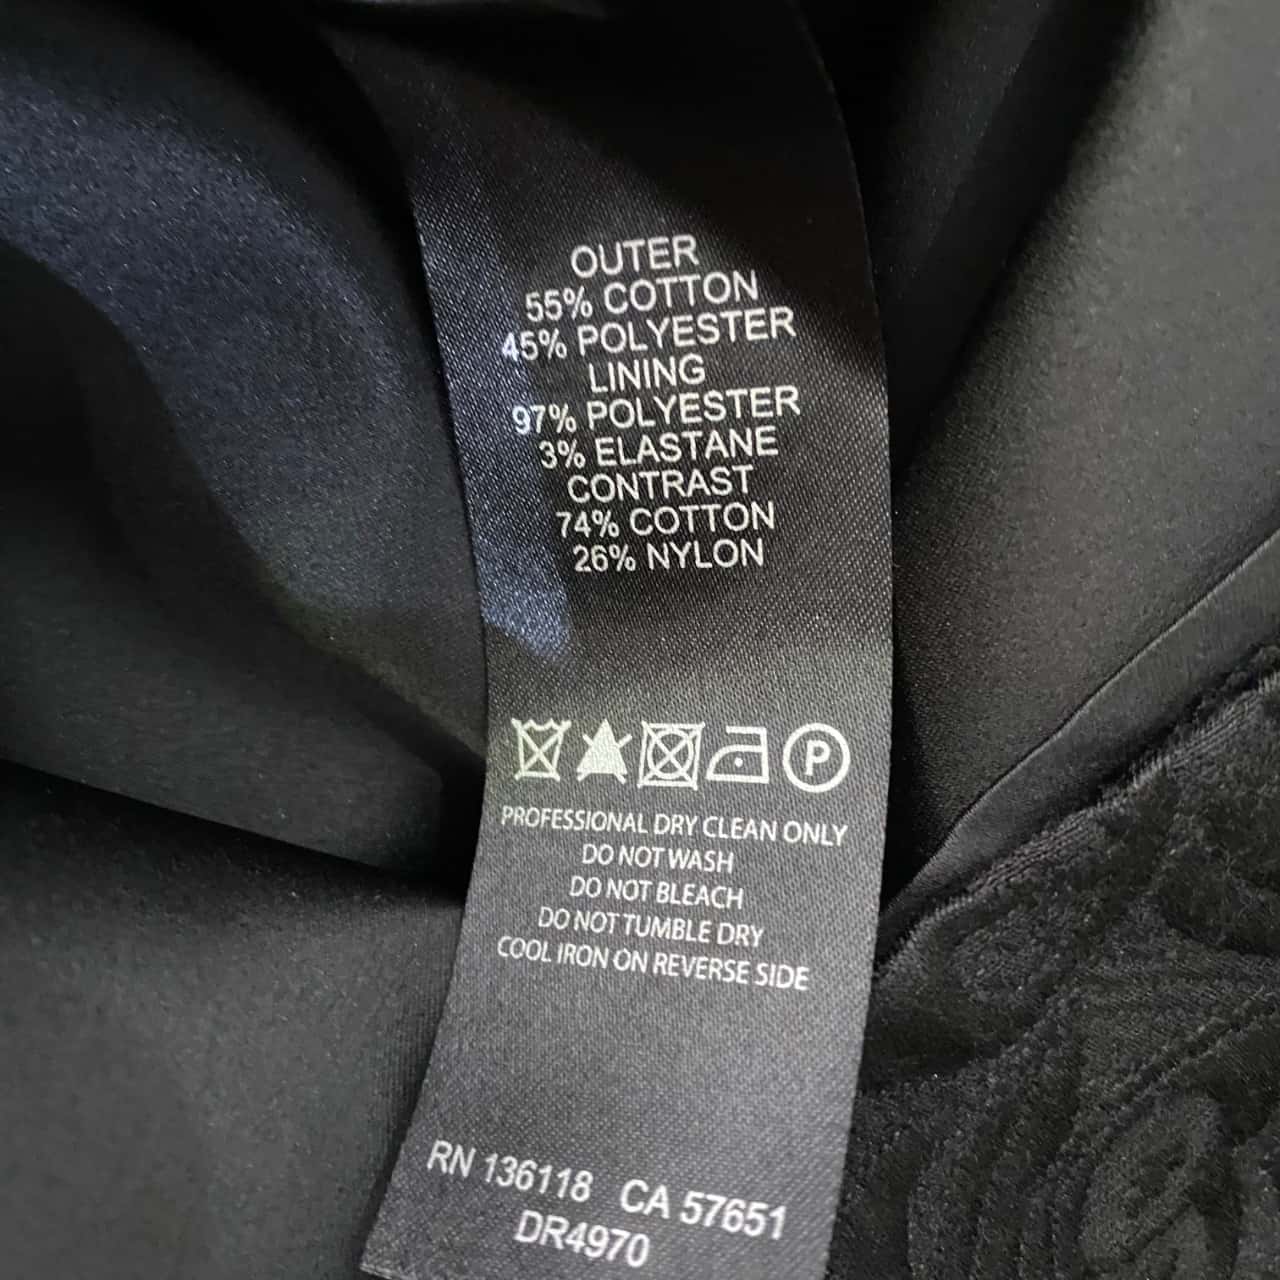 OUTER
55% COTTON
45% POLYESTER
LINING
97% POLYESTER
3% ELASTANE
CONTRAST
74% COTTON
26% NYLON
P
PROFESSIONAL DRY CLEAN ONLY
DO NOT WASH
DO NOT BLEACH
DO NOT TUMBLE DRY
COOL IRON ON REVERSE SIDE
RN 136118 CA 57651
DR4970